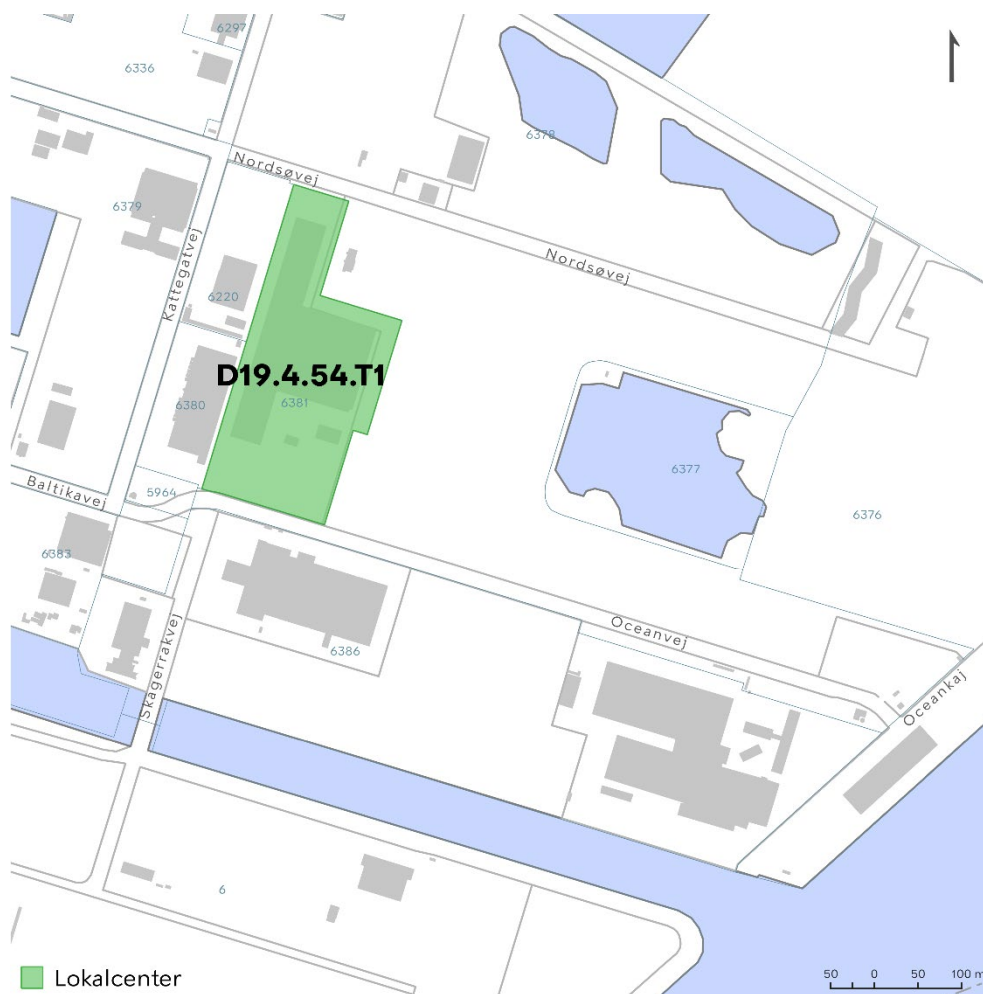 6297
6336
6378
Nordsøvej
6379
Nordsøvej
Kattegatvej
6220
D19.4.54.T1
6380
6381
6377
6376
Baltikavej
5964
6383
Oceanvej
6386
Skagerrakvej
Oceankaj
6
Lokalcenter
50 0 50 100 m